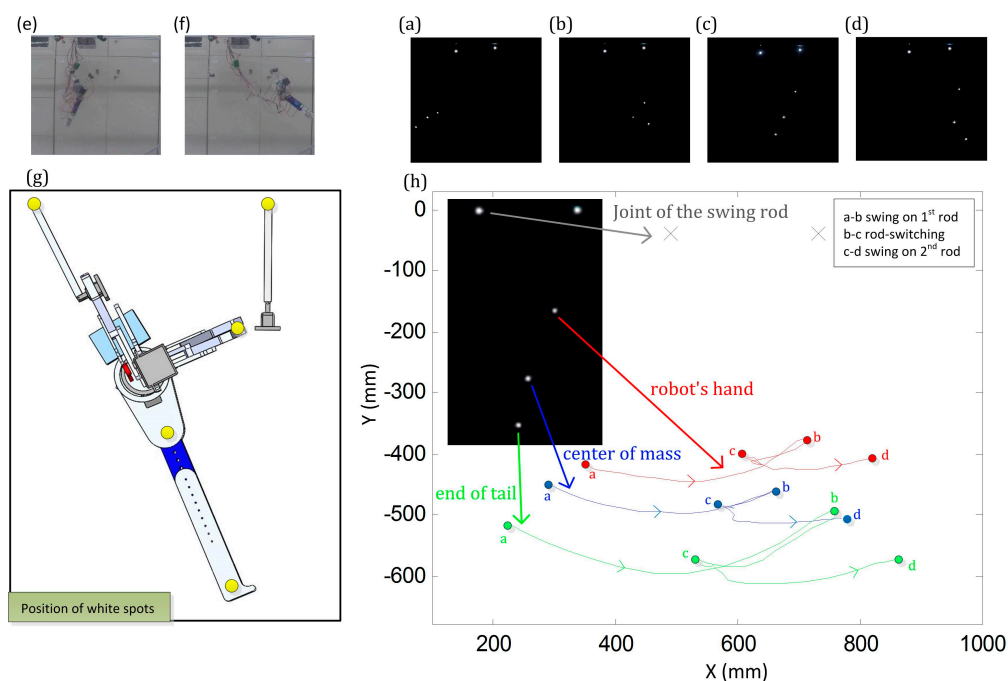 (e)
(f)
(a)
(b)
(c)
(d)
(g)
Position of white spots
(h)
0
-100
-200
-300
-400
-500
-600
Y (mm)
200
400
600
800
1000
X (mm)
Joint of the swing rod
a-b swing on 1st rod
b-c rod-switching
c-d swing on 2nd rod
robot's hand
center of mass
end of tail
a
c
b
d
a
c
b
d
a
c
b
d